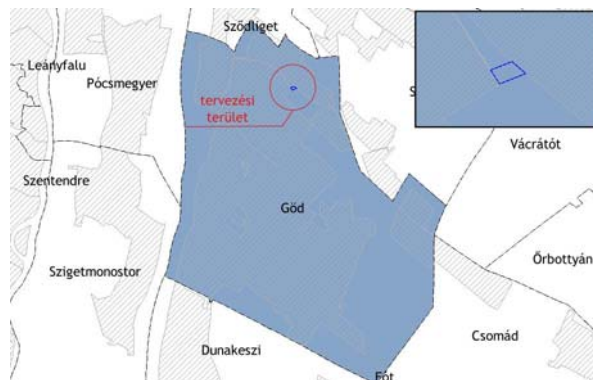 Sződliget
Leányfalu
Pócsmegyer
tervezési
terület
Vácrátót
Szentendre
Göd
Őrbottyán
Szigetmonostor
Csomád
Dunakeszi
Fót